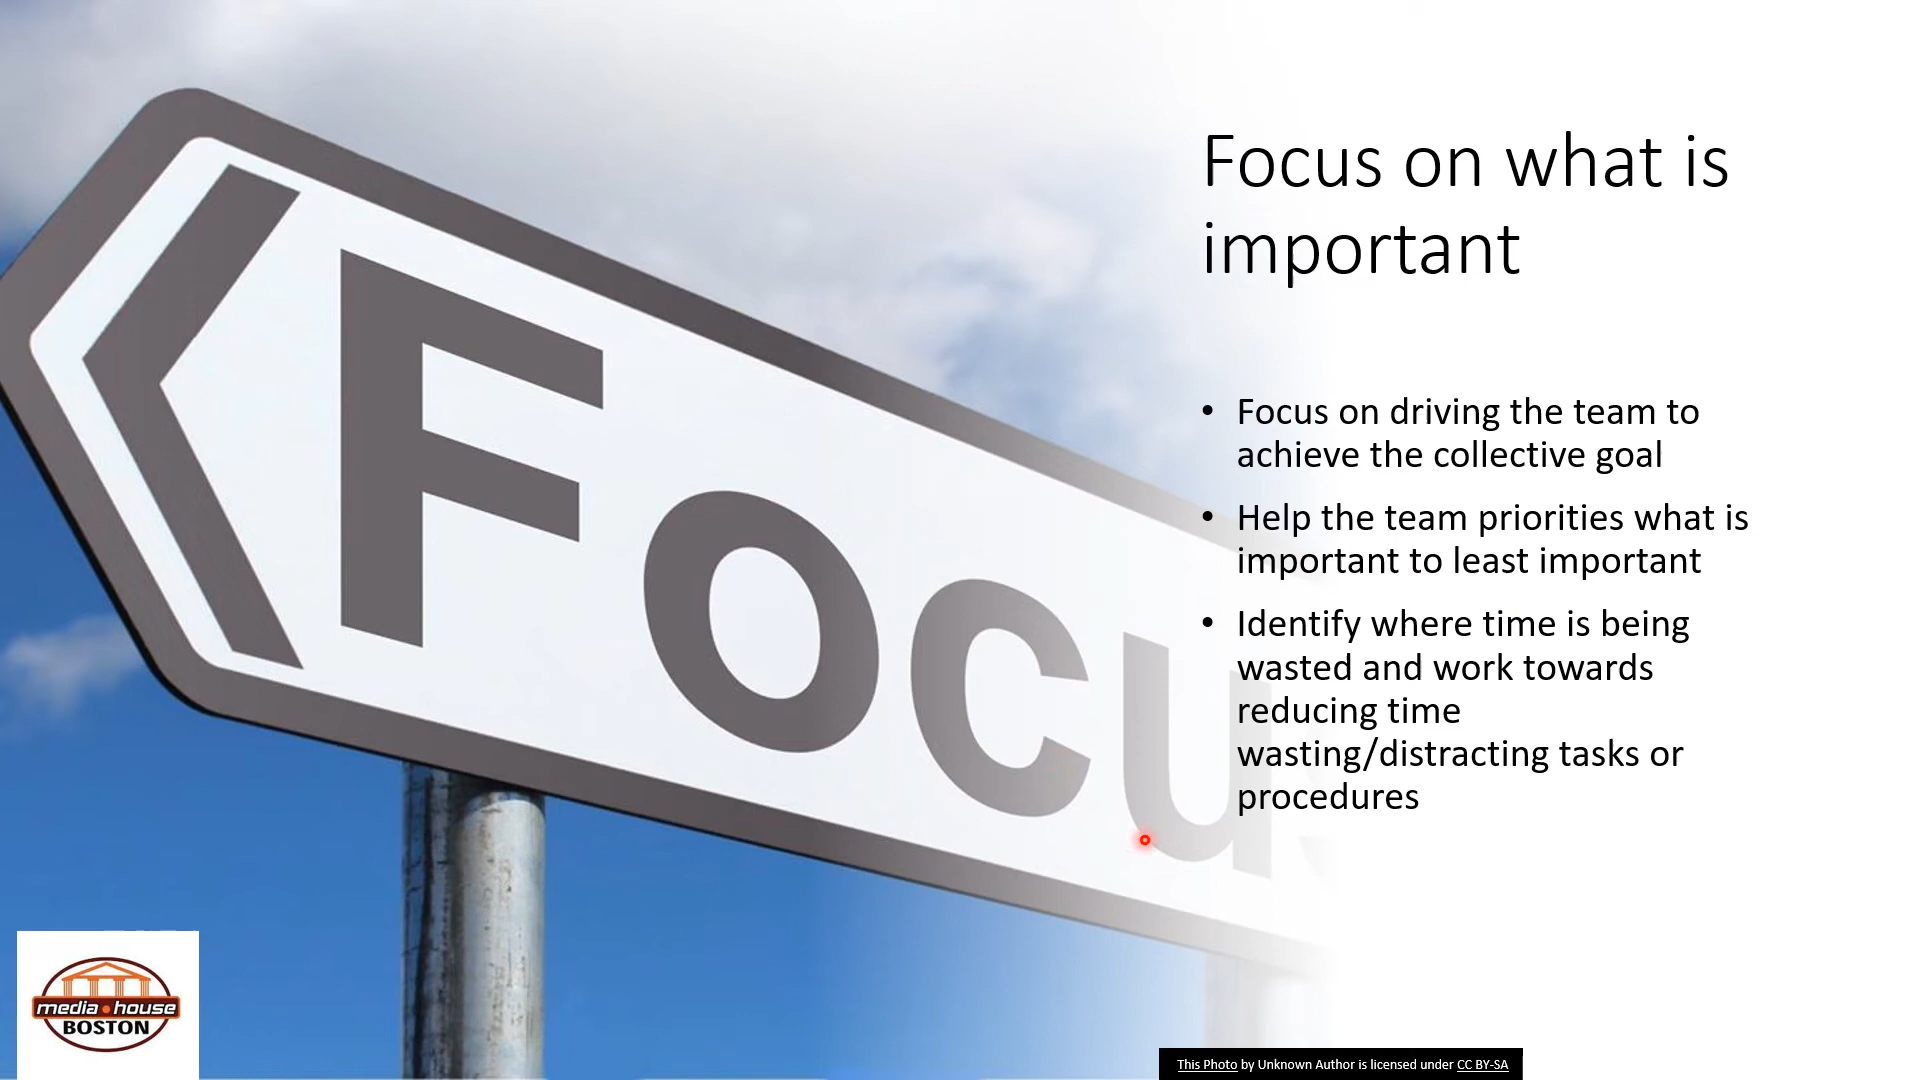 Focus on what is
important
Focus
• Focus on driving the team to
achieve the collective goal
• Help the team priorities what is
important to least important
• Identify where time is being
wasted and work towards
reducing time
wasting/distracting tasks or
procedures
media•house
BOSTON
This Photo by Unknown Author is licensed under CC BY-SA